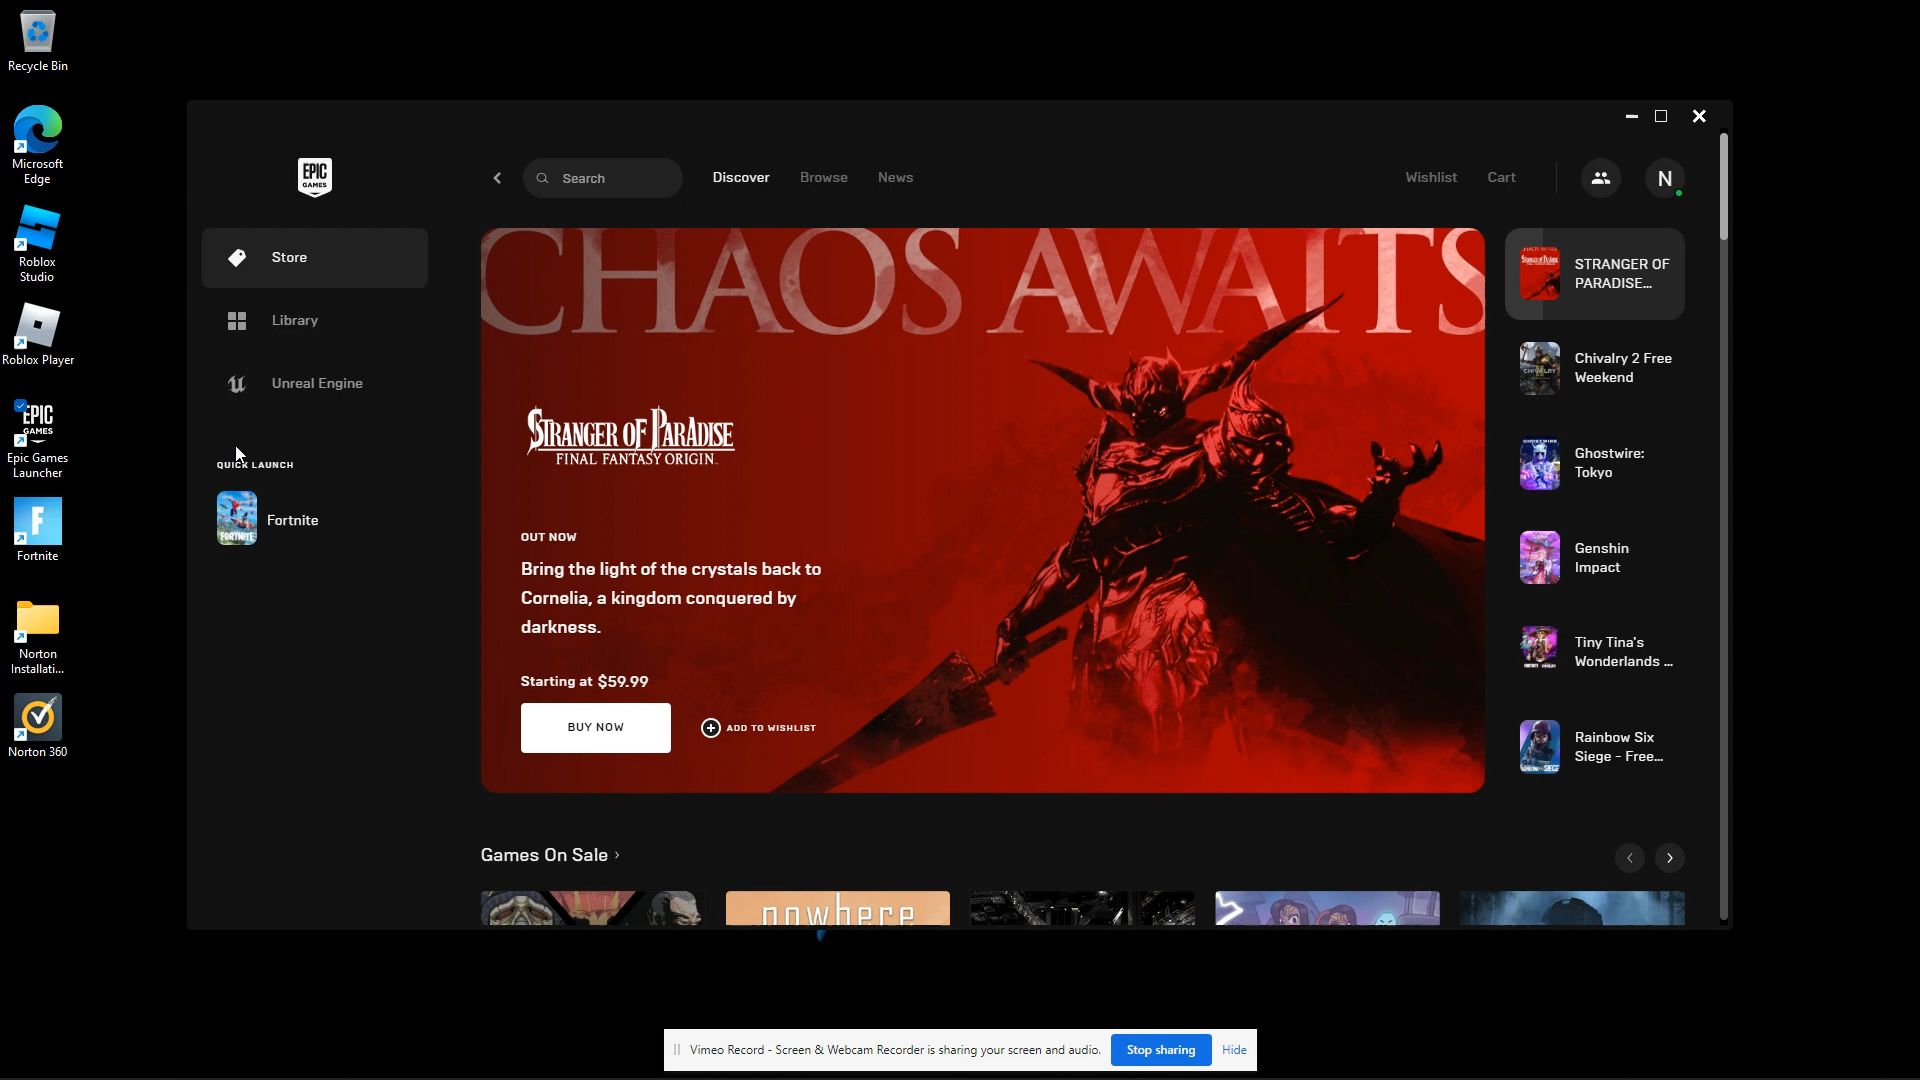 Recycle Bin
Microsoft
Edge
Roblox
Studio
Roblox Player
EPIC
GAMES
Epic Games
Launcher
F
Fortnite
Norton
Installati...
Norton 360
EPIC
GAMES
Search
Discover
Browse
News
Wishlist
Cart
N
Store
Library
Unreal Engine
QUICK LAUNCH
FORTNITE
Fortnite
CHAOS AWAITS
STRANGER OF PARADISE
FINAL FANTASY ORIGIN
OUT NOW
Bring the light of the crystals back to
Cornelia, a kingdom conquered by
darkness.
Starting at $59.99
BUY NOW
ADD TO WISHLIST
STRANGER OF
PARADISE...
Chivalry 2 Free
Weekend
Ghostwire:
Tokyo
Genshin
Impact
Tiny Tina's
Wonderlands ...
Rainbow Six
Siege - Free...
Games On Sale ›
nowhere
Vimeo Record - Screen & Webcam Recorder is sharing your screen and audio.
Stop sharing
Hide